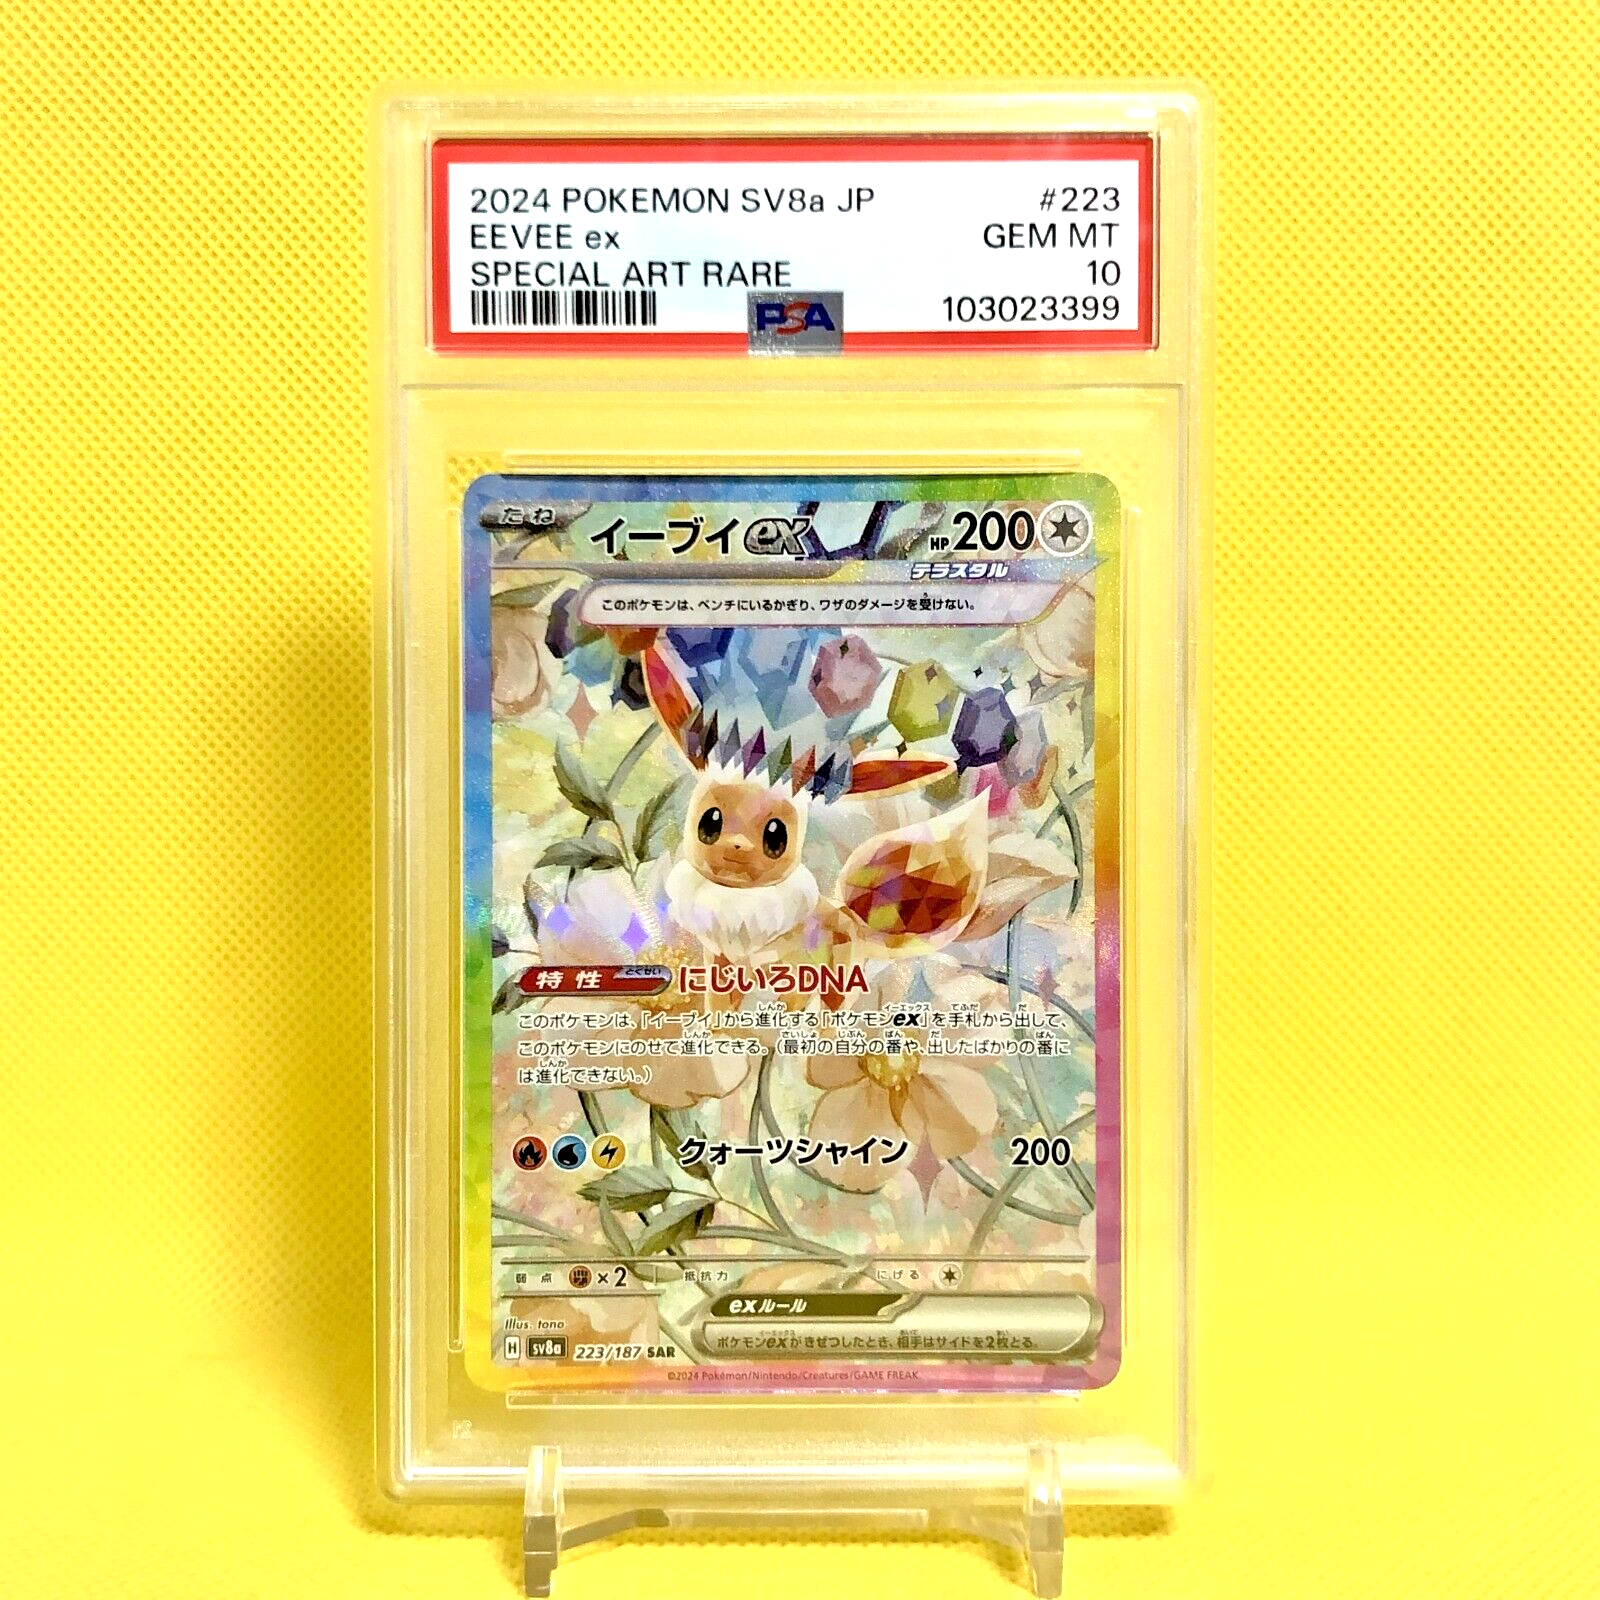 2024 POKEMON SV8a JP #223
EEVEE ex GEM MT
SPECIAL ART RARE 10
PSA 103023399
たね イーブイex HP200
テラスタル
このポケモンは、ベンチにいるかぎり、ワザのダメージを受けない。
特性 とくせい にじいろDNA
このポケモンは、「イーブイ」から進化する「ポケモンex」を手札から出して、
このポケモンにのせて進化できる。(最初の自分の番や、出したばかりの番に
は進化できない。)
クォーツシャイン 200
弱点 ×2 抵抗力 にげる
exルール
ポケモンexがきぜつしたとき、相手はサイドを2枚とる。
Illus. tono
H sv8a 223/187 SAR
©2024 Pokémon/Nintendo/Creatures/GAME FREAK